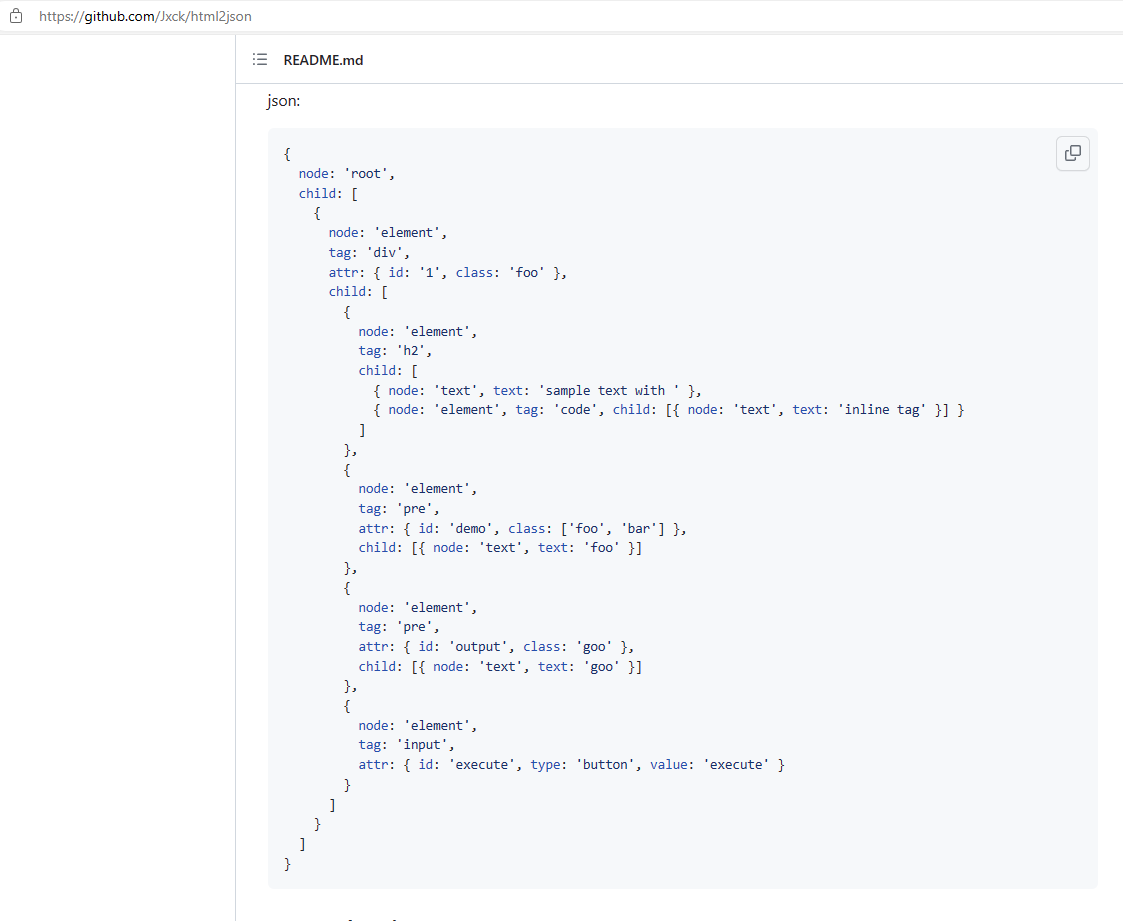 https://github.com/Jxck/html2json
README.md
json:
{
  node: 'root',
  child: [
    {
      node: 'element',
      tag: 'div',
      attr: { id: '1', class: 'foo' },
      child: [
        {
          node: 'element',
          tag: 'h2',
          child: [
            { node: 'text', text: 'sample text with ' },
            { node: 'element', tag: 'code', child: [{ node: 'text', text: 'inline tag' }] }
          ]
        },
        {
          node: 'element',
          tag: 'pre',
          attr: { id: 'demo', class: ['foo', 'bar'] },
          child: [{ node: 'text', text: 'foo' }]
        },
        {
          node: 'element',
          tag: 'pre',
          attr: { id: 'output', class: 'goo' },
          child: [{ node: 'text', text: 'goo' }]
        },
        {
          node: 'element',
          tag: 'input',
          attr: { id: 'execute', type: 'button', value: 'execute' }
        }
      ]
    }
  ]
}